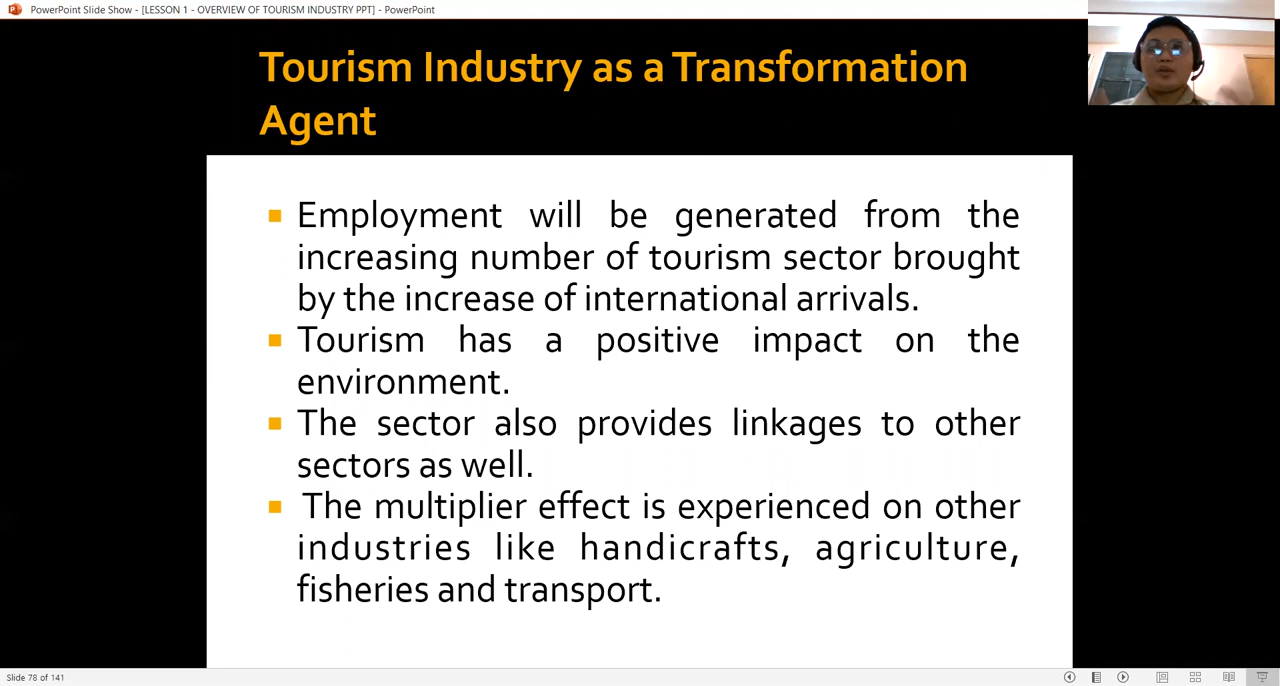 PowerPoint Slide Show - [LESSON 1 - OVERVIEW OF TOURISM INDUSTRY PPT] - PowerPoint
Tourism Industry as a Transformation
Agent
Employment will be generated from the
increasing number of tourism sector brought
by the increase of international arrivals.
Tourism has a positive impact on the
environment.
The sector also provides linkages to other
sectors as well.
The multiplier effect is experienced on other
industries like handicrafts, agriculture,
fisheries and transport.
Slide 78 of 141